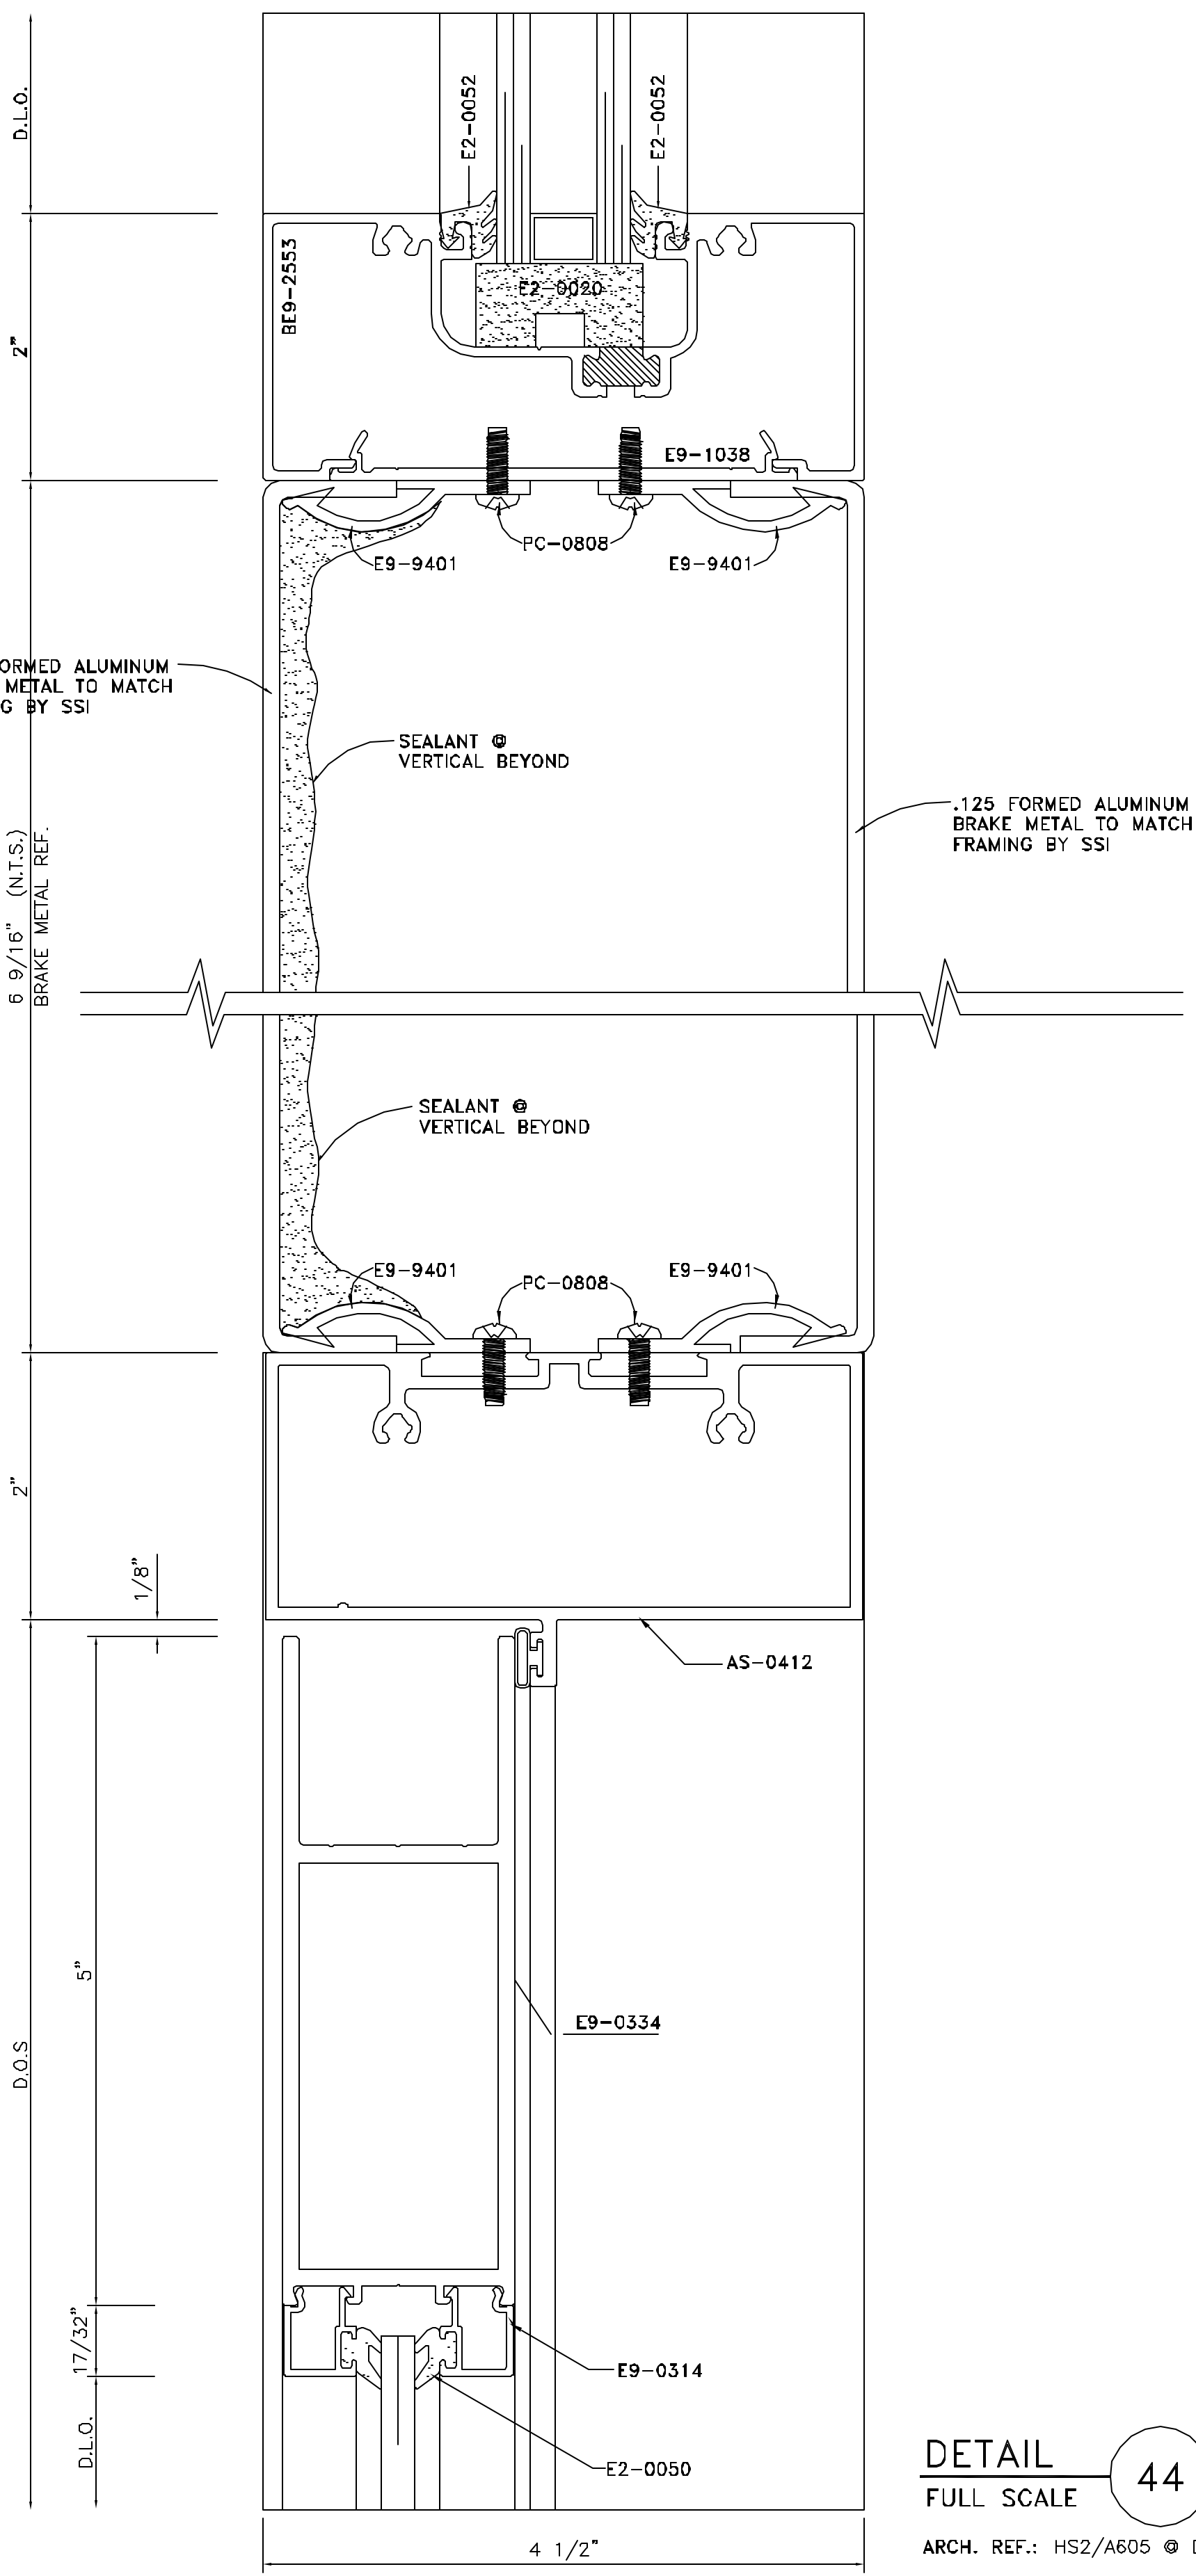 D.L.O.
E2-0052
E2-0052
2"
BE9-2553
E2-0020
E9-1038
PC-0808
E9-9401
E9-9401
ORMED ALUMINUM
METAL TO MATCH
G BY SSI
SEALANT @
VERTICAL BEYOND
.125 FORMED ALUMINUM
BRAKE METAL TO MATCH
FRAMING BY SSI
6 9/16" (N.T.S.)
BRAKE METAL REF.
SEALANT @
VERTICAL BEYOND
E9-9401
PC-0808
E9-9401
2"
1/8"
AS-0412
5"
E9-0334
D.O.S
17/32"
E9-0314
D.L.O.
E2-0050
DETAIL
44
FULL SCALE
4 1/2"
ARCH. REF.: HS2/A605 @